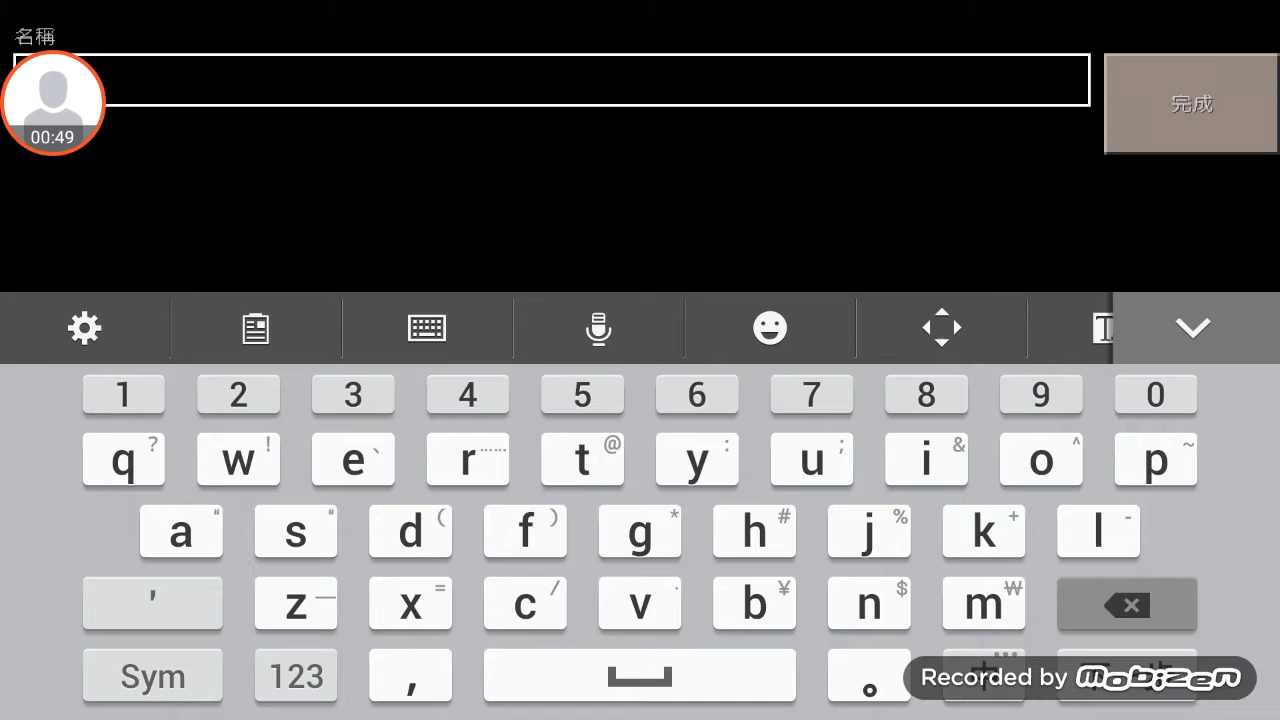 名稱
00:49
完成
T
1 2 3 4 5 6 7 8 9 0
q ? w ! e ` r …… t @ y : u ; i & o ^ p ~
a “ s “ d ( f ) g * h # j % k + l -
' z — x = c / v · b ¥ n $ m ₩
Sym 123 , 。 中
Recorded by mobizen